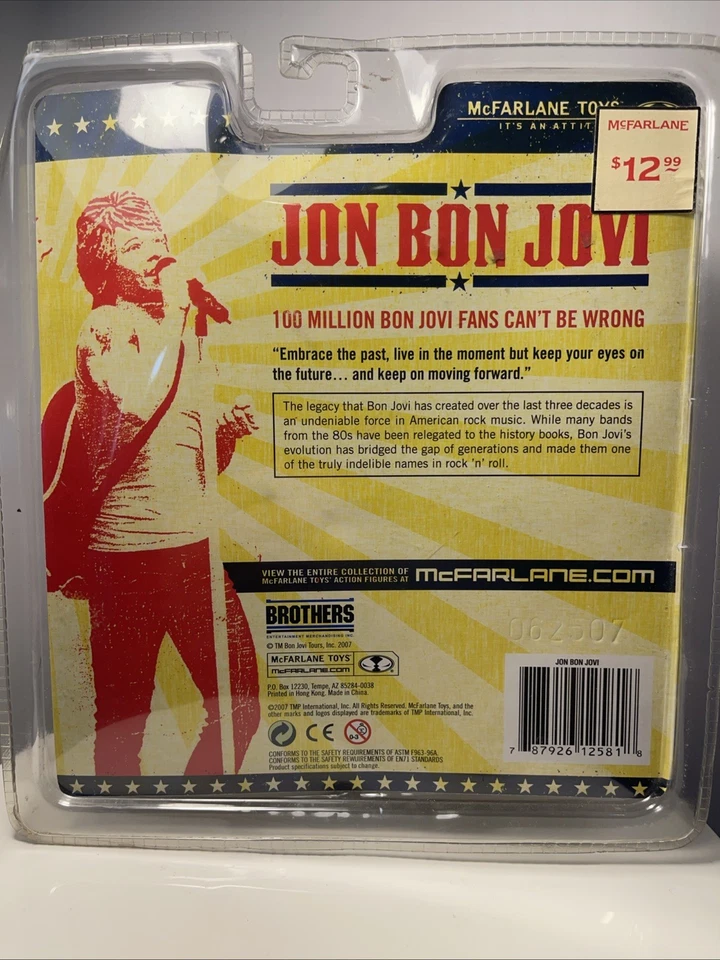 McFARLANE TOYS
IT'S AN ATTIT
McFARLANE
$12.99
JON BON JOVI
100 MILLION BON JOVI FANS CAN'T BE WRONG
“Embrace the past, live in the moment but keep your eyes on
the future... and keep on moving forward.”
The legacy that Bon Jovi has created over the last three decades is
an undeniable force in American rock music. While many bands
from the 80s have been relegated to the history books, Bon Jovi's
evolution has bridged the gap of generations and made them one
of the truly indelible names in rock 'n' roll.
VIEW THE ENTIRE COLLECTION OF
McFARLANE TOYS' ACTION FIGURES AT McFARLANE.COM
BROTHERS
ENTERTAINMENT MERCHANDISING INC.
© TM Bon Jovi Tours, Inc. 2007
McFARLANE TOYS
McFARLANE.COM
P.O. Box 12230, Tempe, AZ 85284-0038
Printed in Hong Kong. Made in China.
©2007 TMP International, Inc. All Rights Reserved. McFarlane Toys, and the
other marks and logos displayed are trademarks of TMP International, Inc.
CE
0-3
CONFORMS TO THE SAFETY REQUIREMENTS OF ASTM F963-96A.
CONFORMS TO THE SAFETY REWUIREMENTS OF EN71 STANDARDS
Product specifications subject to change.
062507
JON BON JOVI
7 87926 12581 8